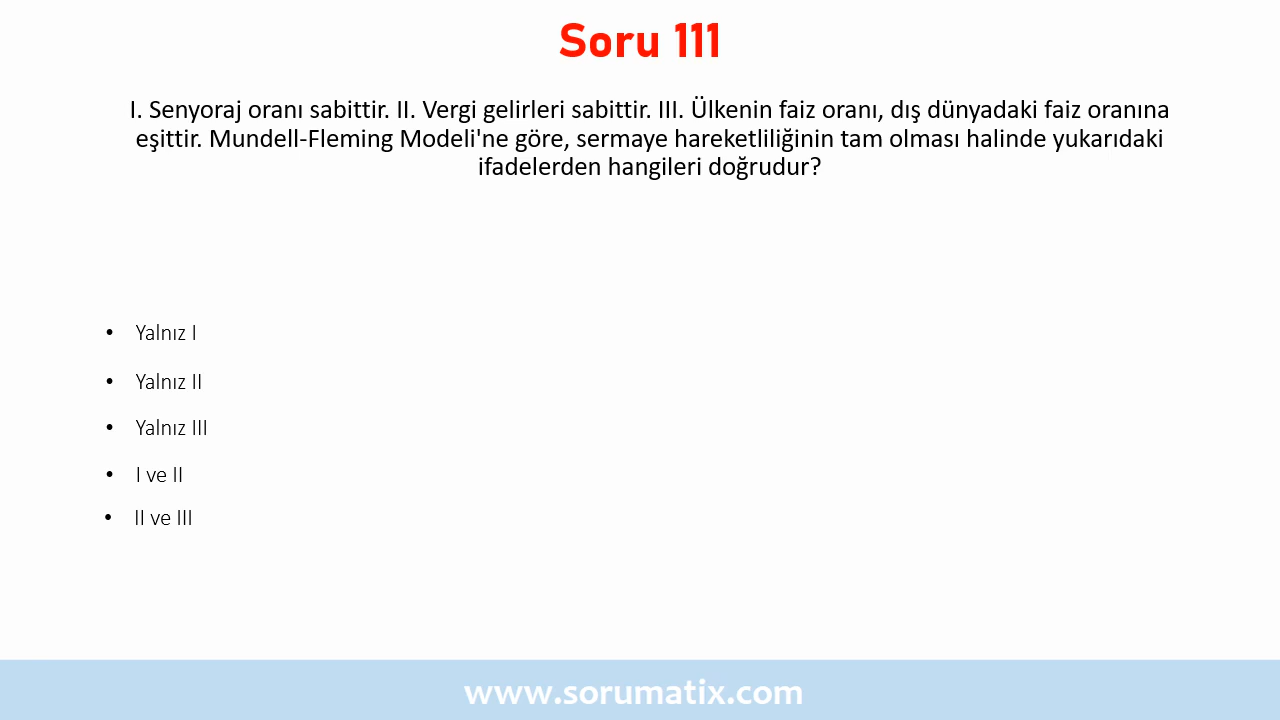 Soru 111
I. Senyoraj oranı sabittir. II. Vergi gelirleri sabittir. III. Ülkenin faiz oranı, dış dünyadaki faiz oranına
eşittir. Mundell-Fleming Modeli'ne göre, sermaye hareketliliğinin tam olması halinde yukarıdaki
ifadelerden hangileri doğrudur?
• Yalnız I
• Yalnız II
• Yalnız III
• I ve II
• II ve III
www.sorumatix.com